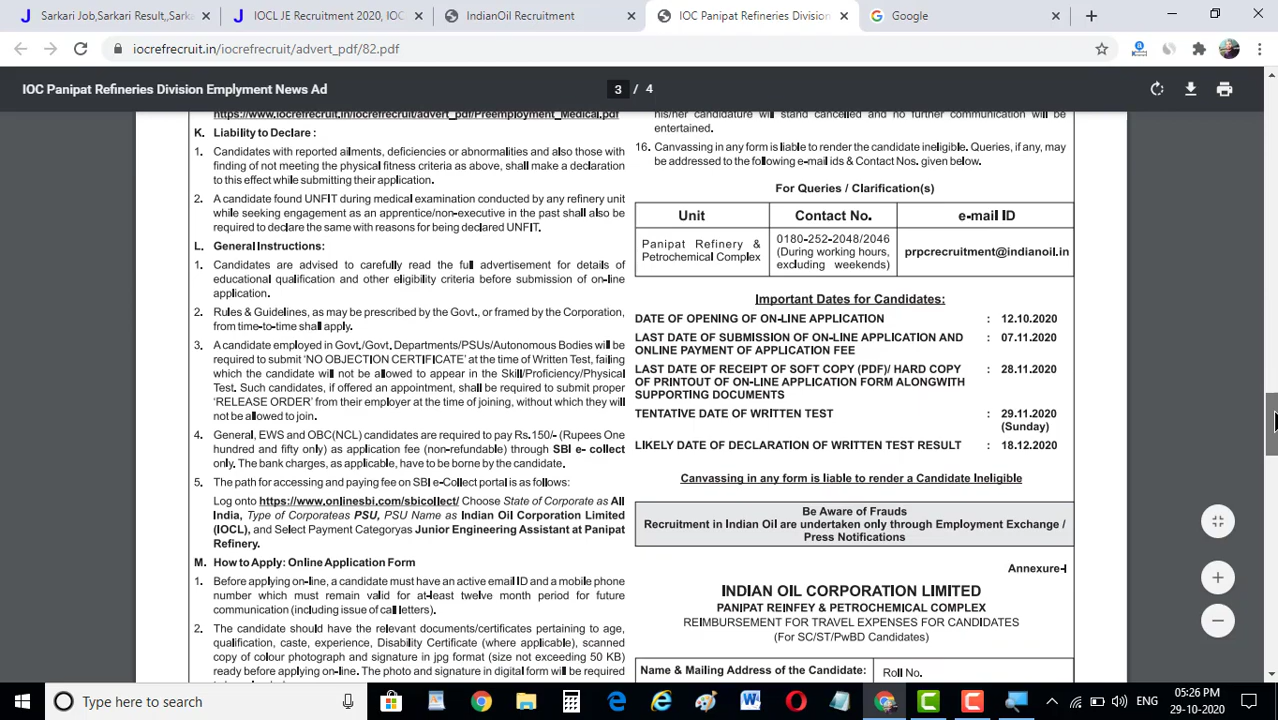 Sarkari Job,Sarkari Result,,Sarka
IOCL JE Recruitment 2020, IOC
IndianOil Recruitment
IOC Panipat Refineries Division
Google
iocrefrecruit.in/iocrefrecruit/advert_pdf/82.pdf
IOC Panipat Refineries Division Emplyment News Ad
3 / 4
https://www.iocrefrecruit.in/iocrefrecruit/advert_pdf/Preemployment_Medical.pdf
K. Liability to Declare :
1. Candidates with reported ailments, deficiencies or abnormalities and also those with
finding of not meeting the physical fitness criteria as above, shall make a declaration
to this effect while submitting their application.
2. A candidate found UNFIT during medical examination conducted by any refinery unit
while seeking engagement as an apprentice/non-executive in the past shall also be
required to declare the same with reasons for being declared UNFIT.
L. General Instructions:
1. Candidates are advised to carefully read the full advertisement for details of
educational qualification and other eligibility criteria before submission of on-line
application.
2. Rules & Guidelines, as may be prescribed by the Govt., or framed by the Corporation,
from time-to-time shall apply.
3. A candidate employed in Govt./Govt. Departments/PSUs/Autonomous Bodies will be
required to submit 'NO OBJECTION CERTIFICATE' at the time of Written Test, failing
which the candidate will not be allowed to appear in the Skill/Proficiency/Physical
Test. Such candidates, if offered an appointment, shall be required to submit proper
'RELEASE ORDER' from their employer at the time of joining, without which they will
not be allowed to join.
4. General, EWS and OBC(NCL) candidates are required to pay Rs.150/- (Rupees One
hundred and fifty only) as application fee (non-refundable) through SBI e- collect
only. The bank charges, as applicable, have to be borne by the candidate.
5. The path for accessing and paying fee on SBI e-Collect portal is as follows:
Log onto https://www.onlinesbi.com/sbicollect/ Choose State of Corporate as All
India, Type of Corporateas PSU, PSU Name as Indian Oil Corporation Limited
(IOCL), and Select Payment Categoryas Junior Engineering Assistant at Panipat
Refinery.
M. How to Apply: Online Application Form
1. Before applying on-line, a candidate must have an active email ID and a mobile phone
number which must remain valid for at-least twelve month period for future
communication (including issue of call letters).
2. The candidate should have the relevant documents/certificates pertaining to age,
qualification, caste, experience, Disability Certificate (where applicable), scanned
copy of colour photograph and signature in jpg format (size not exceeding 50 KB)
ready before applying on-line. The photo and signature in digital form will be required
his/her candidature will stand cancelled and no further communication will be
entertained.
16. Canvassing in any form is liable to render the candidate ineligible. Queries, if any, may
be addressed to the following e-mail ids & Contact Nos. given below.
For Queries / Clarification(s)
Unit Contact No. e-mail ID
Panipat Refinery &
Petrochemical Complex
0180-252-2048/2046
(During working hours,
excluding weekends)
prpcrecruitment@indianoil.in
Important Dates for Candidates:
DATE OF OPENING OF ON-LINE APPLICATION : 12.10.2020
LAST DATE OF SUBMISSION OF ON-LINE APPLICATION AND : 07.11.2020
ONLINE PAYMENT OF APPLICATION FEE
LAST DATE OF RECEIPT OF SOFT COPY (PDF)/ HARD COPY : 28.11.2020
OF PRINTOUT OF ON-LINE APPLICATION FORM ALONGWITH
SUPPORTING DOCUMENTS
TENTATIVE DATE OF WRITTEN TEST : 29.11.2020
(Sunday)
LIKELY DATE OF DECLARATION OF WRITTEN TEST RESULT : 18.12.2020
Canvassing in any form is liable to render a Candidate Ineligible
Be Aware of Frauds
Recruitment in Indian Oil are undertaken only through Employment Exchange /
Press Notifications
Annexure-I
INDIAN OIL CORPORATION LIMITED
PANIPAT REINFEY & PETROCHEMICAL COMPLEX
REIMBURSEMENT FOR TRAVEL EXPENSES FOR CANDIDATES
(For SC/ST/PwBD Candidates)
Name & Mailing Address of the Candidate: Roll No.
Type here to search
ENG
05:26 PM
29-10-2020